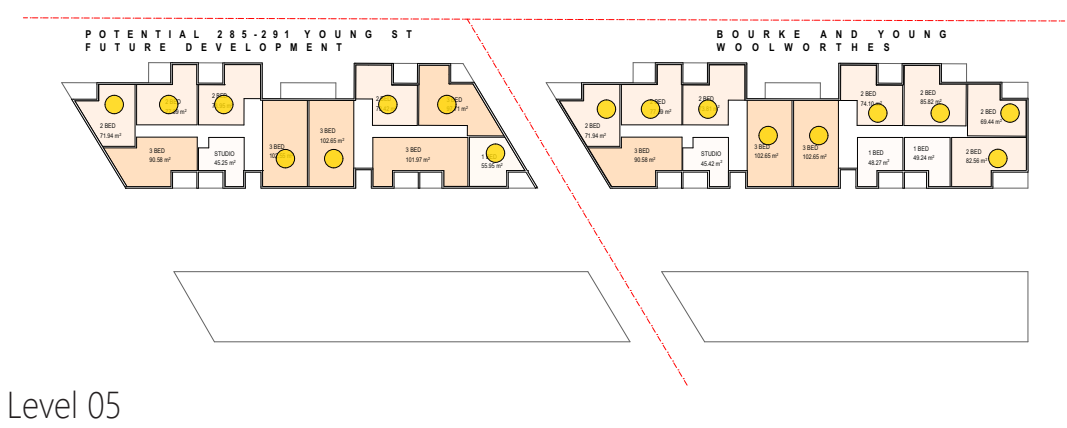 POTENTIAL 285-291 YOUNG ST
FUTURE DEVELOPMENT
BOURKE AND YOUNG
WOOLWORTHES
2 BED
71.94 m²
2 BED
2 BED
3 BED
90.58 m²
STUDIO
45.25 m²
3 BED
3 BED
102.65 m²
2 BED
3 BED
101.97 m²
BED
1 BED
55.95 m²
2 BED
71.94 m²
2 BED
2 BED
3 BED
90.58 m²
STUDIO
45.42 m²
3 BED
102.65 m²
3 BED
102.65 m²
2 BED
74.10 m²
2 BED
85.82 m²
2 BED
69.44 m²
1 BED
48.27 m²
1 BED
49.24 m²
2 BED
82.56 m²
Level 05